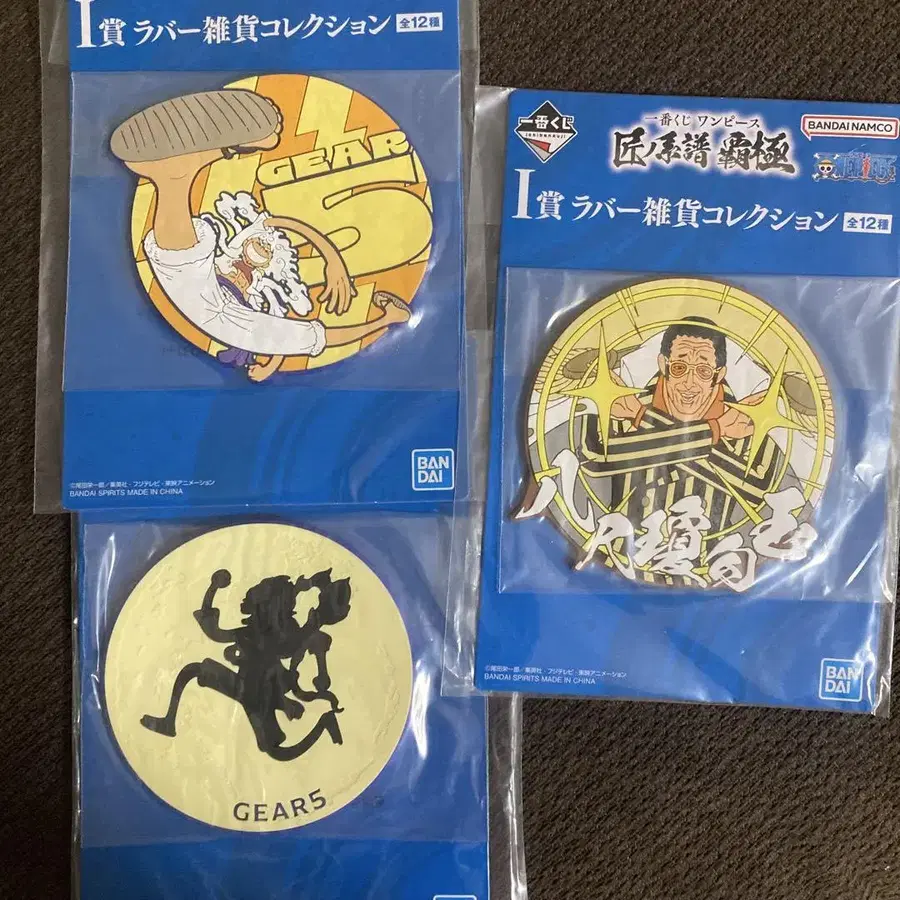 I賞 ラバー雑貨コレクション 全12種
GEAR
5
©尾田栄一郎/集英社・フジテレビ・東映アニメーション
BANDAI SPIRITS MADE IN CHINA
BAN
DAI
一番くじ
一番くじ ワンピース
匠ノ系譜 覇極
BANDAI NAMCO
ONE PIECE
I賞 ラバー雑貨コレクション 全12種
八尺瓊勾玉
©尾田栄一郎/集英社・フジテレビ・東映アニメーション
BANDAI SPIRITS MADE IN CHINA
BAN
DAI
GEAR5
BAN